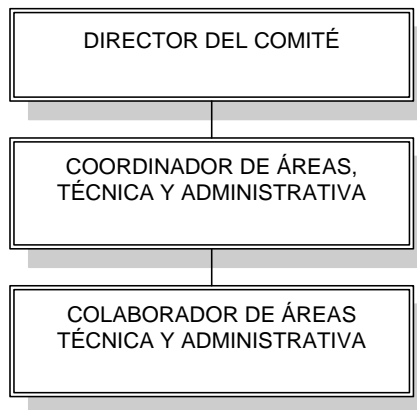 DIRECTOR DEL COMITÉ
COORDINADOR DE ÁREAS,
TÉCNICA Y ADMINISTRATIVA
COLABORADOR DE ÁREAS
TÉCNICA Y ADMINISTRATIVA